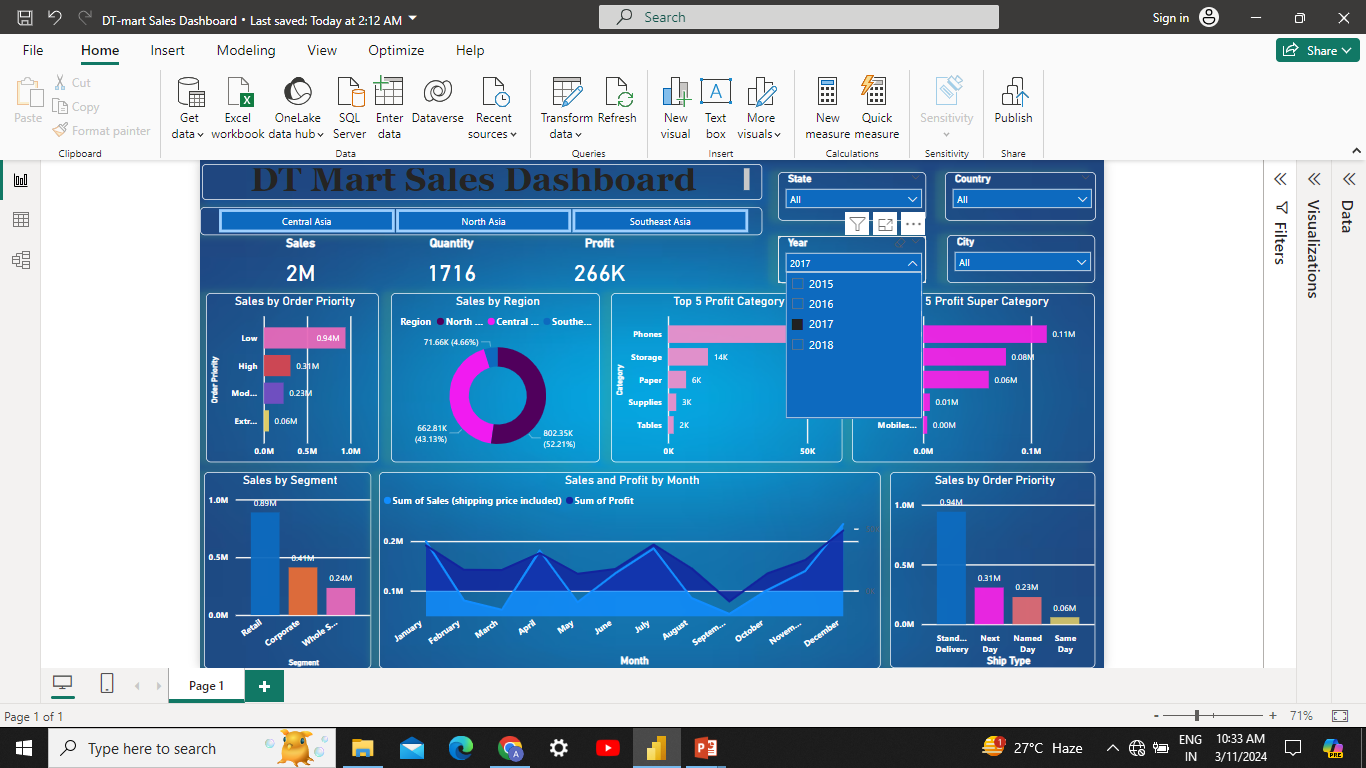 DT-mart Sales Dashboard • Last saved: Today at 2:12 AM
Search
Sign in
File Home Insert Modeling View Optimize Help
Share
Paste
Cut
Copy
Format painter
Clipboard
Get data
Excel workbook
OneLake data hub
SQL Server
Enter data
Dataverse
Recent sources
Data
Transform data
Refresh
Queries
New visual
Text box
More visuals
Insert
New measure
Quick measure
Calculations
Sensitivity
Sensitivity
Publish
Share
DT Mart Sales Dashboard
Central Asia
North Asia
Southeast Asia
State
All
Country
All
Year
2017
2015
2016
2017
2018
City
All
Sales
2M
Quantity
1716
Profit
266K
Sales by Order Priority
Order Priority
Low 0.94M
High 0.31M
Mod... 0.23M
Extr... 0.06M
0.0M 0.5M 1.0M
Sales by Region
Region North ... Central ... Southe...
71.66K (4.66%)
662.81K
(43.13%)
802.35K
(52.21%)
Top 5 Profit Category
Category
Phones
Storage 14K
Paper 6K
Supplies 3K
Tables 2K
0K 50K
5 Profit Super Category
0.11M
0.08M
0.06M
0.01M
Mobiles... 0.00M
0.0M 0.1M
Sales by Segment
1.0M
0.5M
0.0M
0.89M
0.41M
0.24M
Retail
Corporate
Whole S...
Segment
Sales and Profit by Month
Sum of Sales (shipping price included) Sum of Profit
0.2M
0.1M
January
February
March
April
May
June
July
August
Septem...
October
Novem...
December
Month
Sales by Order Priority
1.0M
0.5M
0.0M
0.94M
0.31M
0.23M
0.06M
Stand... Delivery
Next Day
Named Day
Same Day
Ship Type
Filters
Visualizations
Data
Page 1
Page 1 of 1
- + 71%
Type here to search
1
27°C Haze
ENG
IN
10:33 AM
3/11/2024
PRE